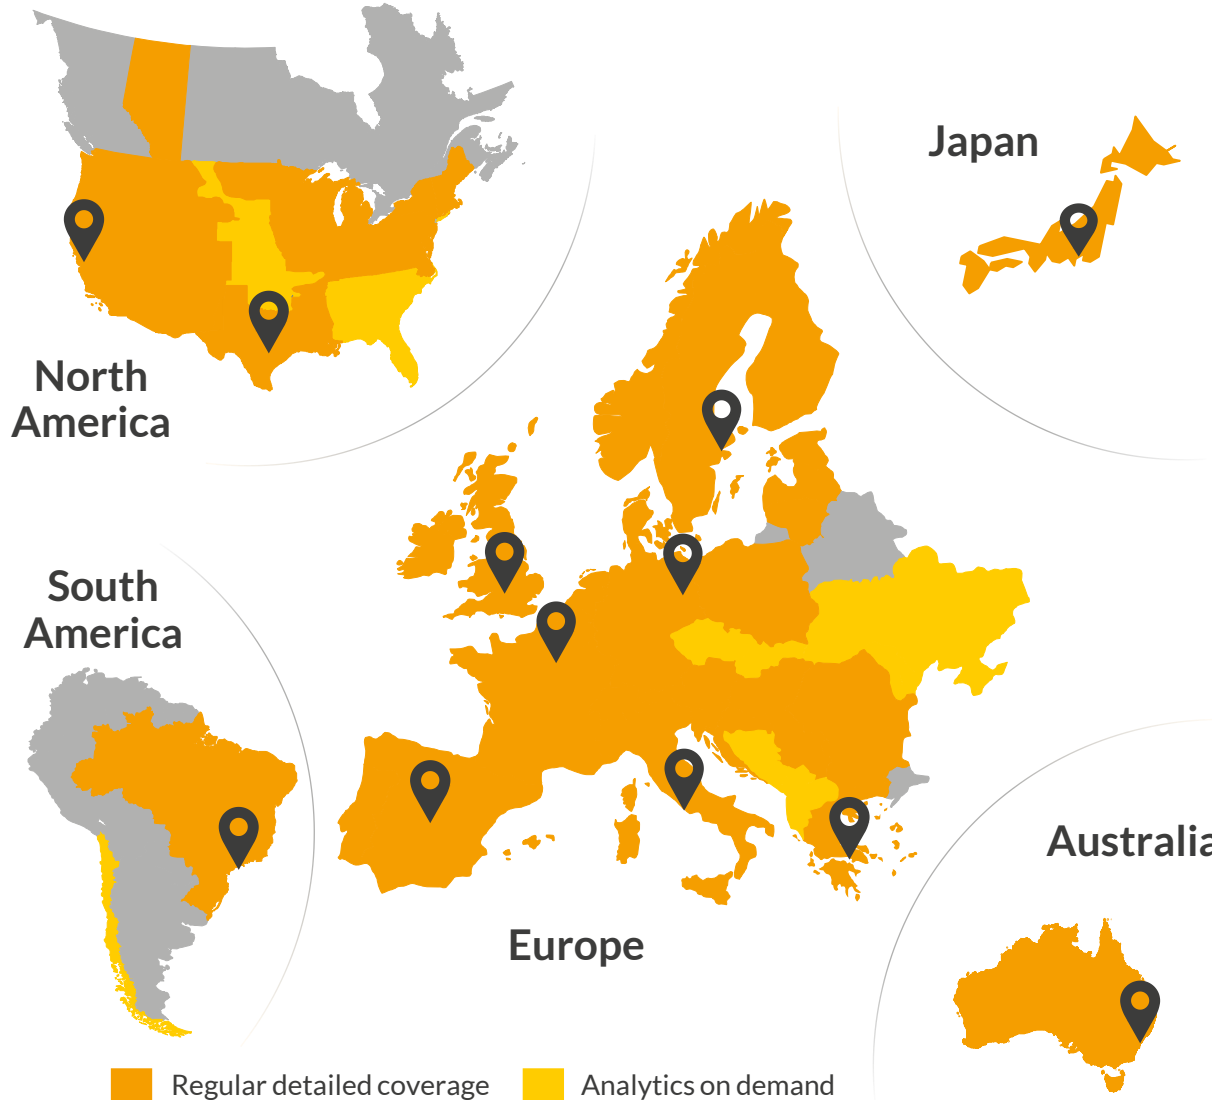 Japan
North
America
South
America
Australia
Europe
Regular detailed coverage
Analytics on demand